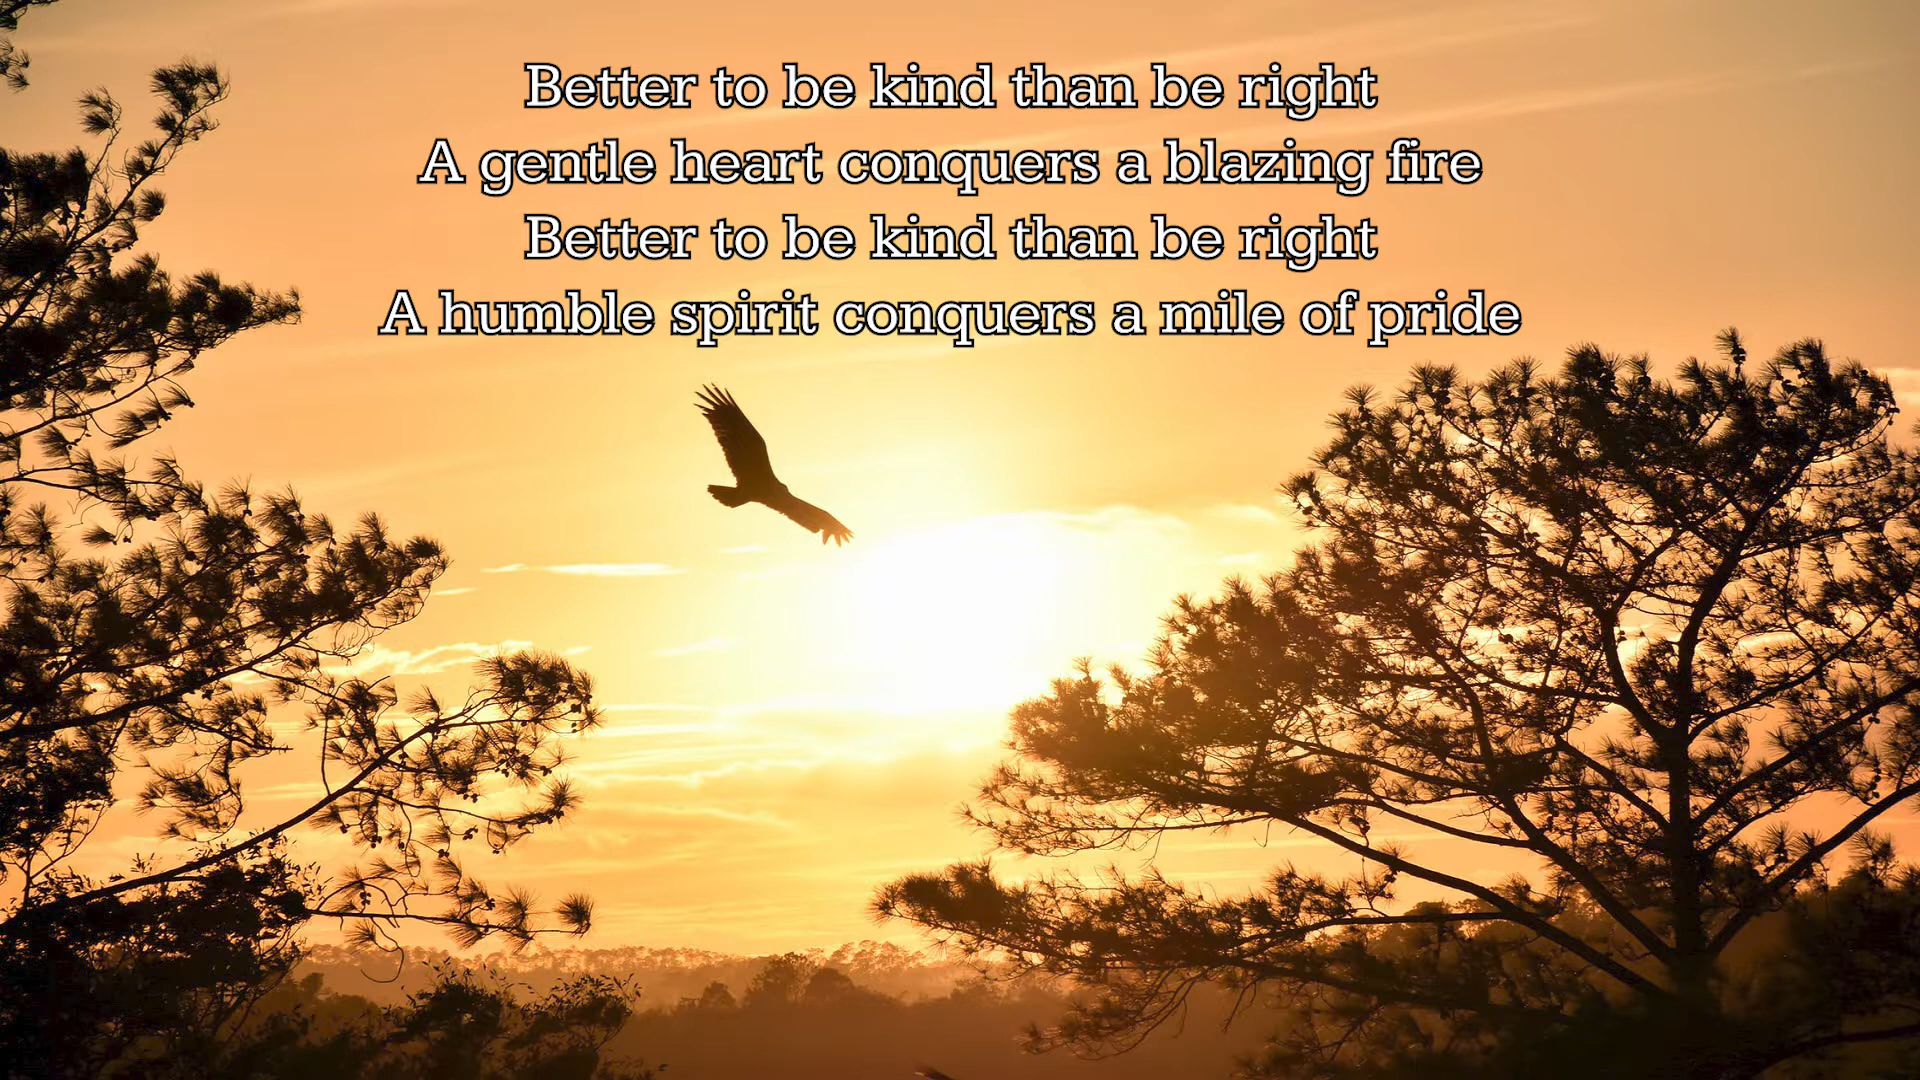 Better to be kind than be right
A gentle heart conquers a blazing fire
Better to be kind than be right
A humble spirit conquers a mile of pride